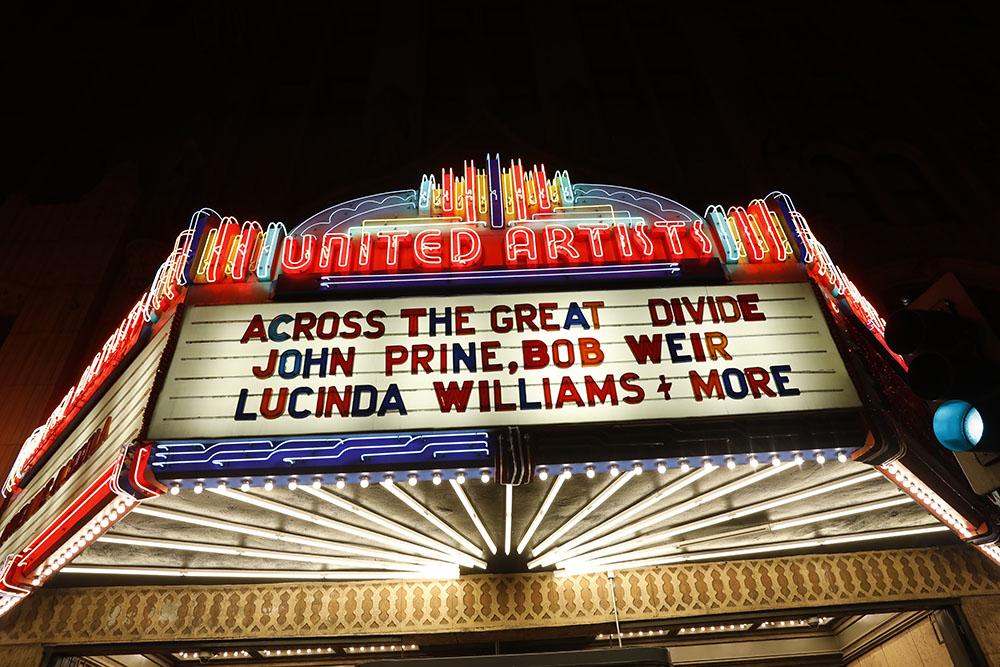 UNITED ARTISTS
ACROSS THE GREAT DIVIDE
JOHN PRINE, BOB WEIR
LUCINDA WILLIAMS + MORE